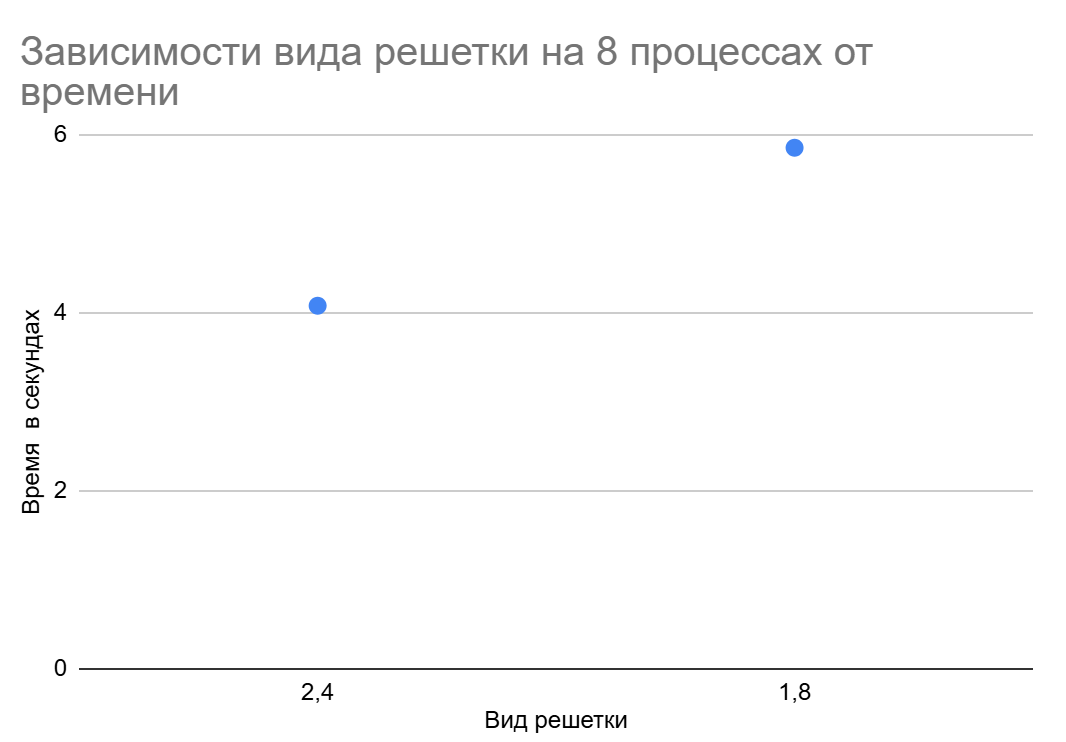 Зависимости вида решетки на 8 процессах от
времени
6
4
2
0
Время  в секундах
2,4
1,8
Вид решетки